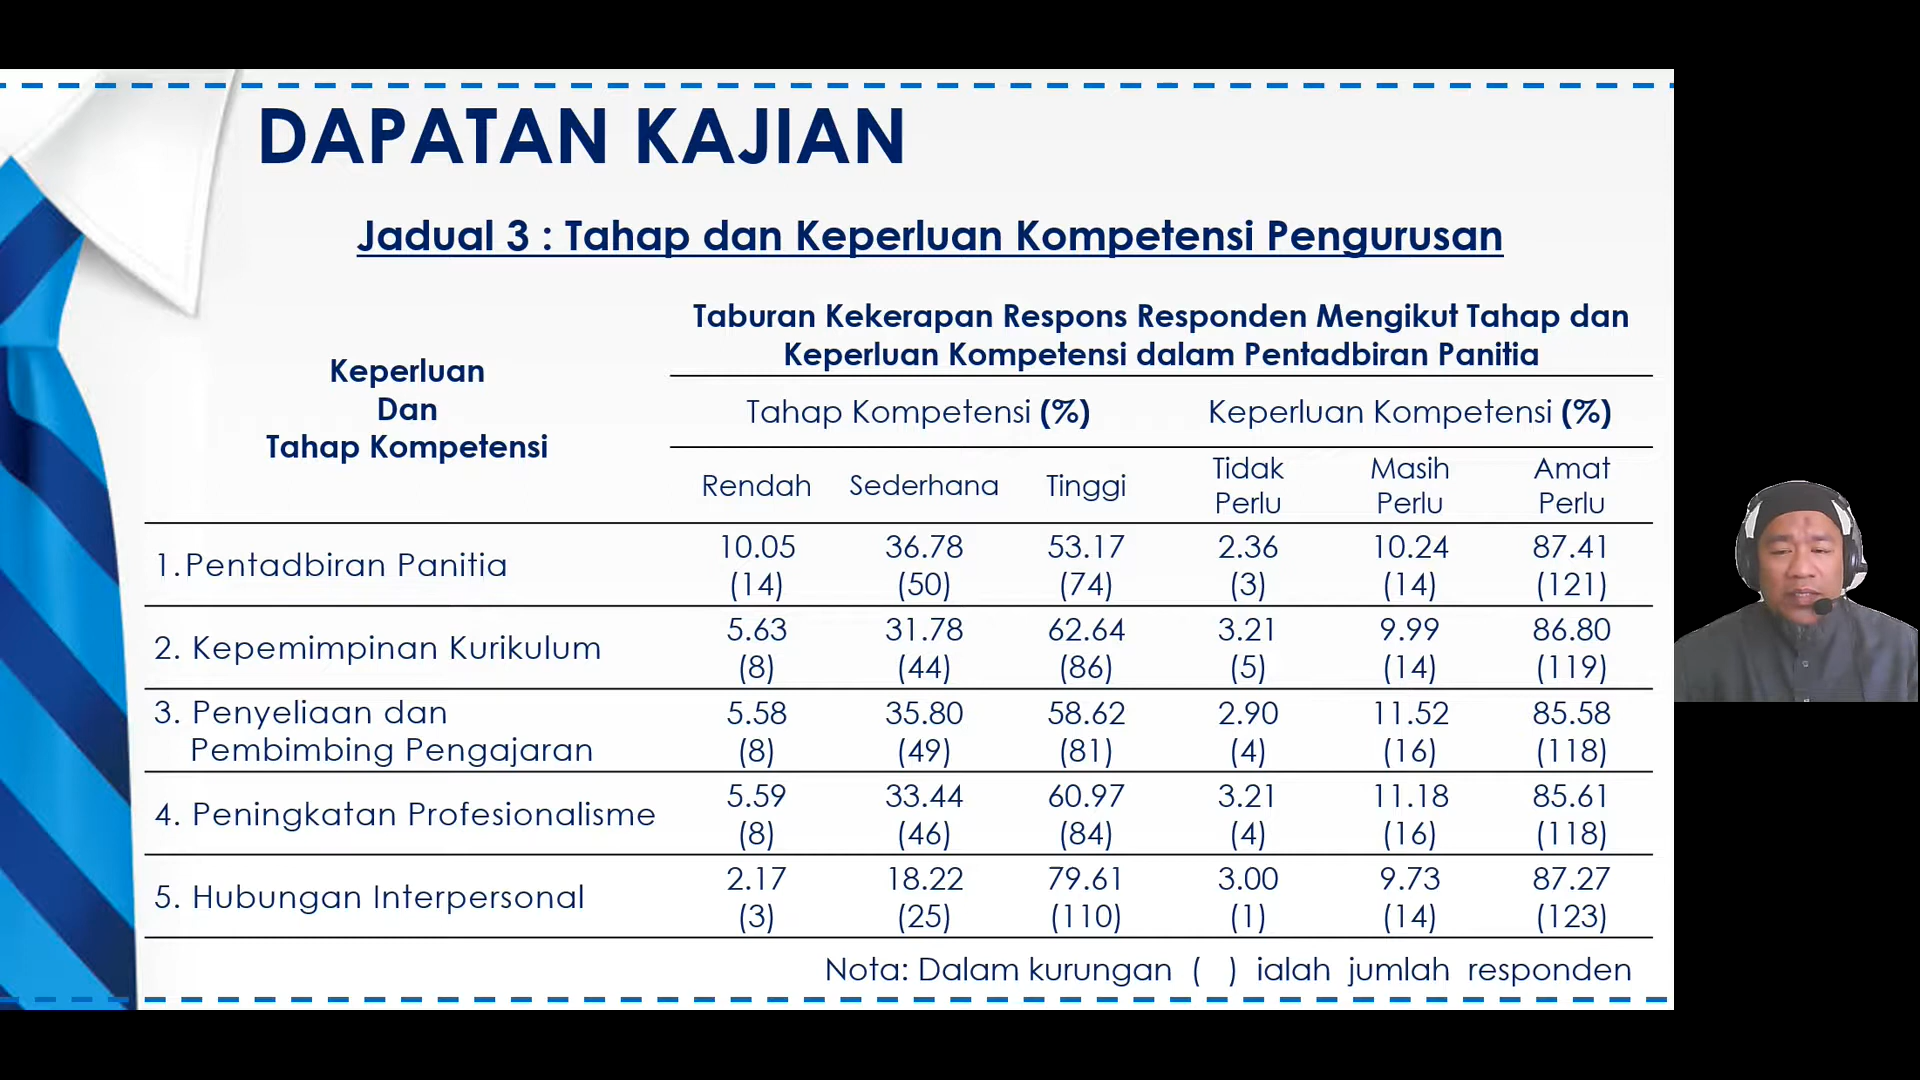 DAPATAN KAJIAN
Jadual 3 : Tahap dan Keperluan Kompetensi Pengurusan
Keperluan
Dan
Tahap Kompetensi
Taburan Kekerapan Respons Responden Mengikut Tahap dan
Keperluan Kompetensi dalam Pentadbiran Panitia
Tahap Kompetensi (%) Keperluan Kompetensi (%)
Rendah Sederhana Tinggi Tidak Perlu Masih Perlu Amat Perlu
1.Pentadbiran Panitia 10.05 36.78 53.17 2.36 10.24 87.41
(14) (50) (74) (3) (14) (121)
2. Kepemimpinan Kurikulum 5.63 31.78 62.64 3.21 9.99 86.80
(8) (44) (86) (5) (14) (119)
3. Penyeliaan dan 5.58 35.80 58.62 2.90 11.52 85.58
Pembimbing Pengajaran (8) (49) (81) (4) (16) (118)
4. Peningkatan Profesionalisme 5.59 33.44 60.97 3.21 11.18 85.61
(8) (46) (84) (4) (16) (118)
5. Hubungan Interpersonal 2.17 18.22 79.61 3.00 9.73 87.27
(3) (25) (110) (1) (14) (123)
Nota: Dalam kurungan ( ) ialah jumlah responden